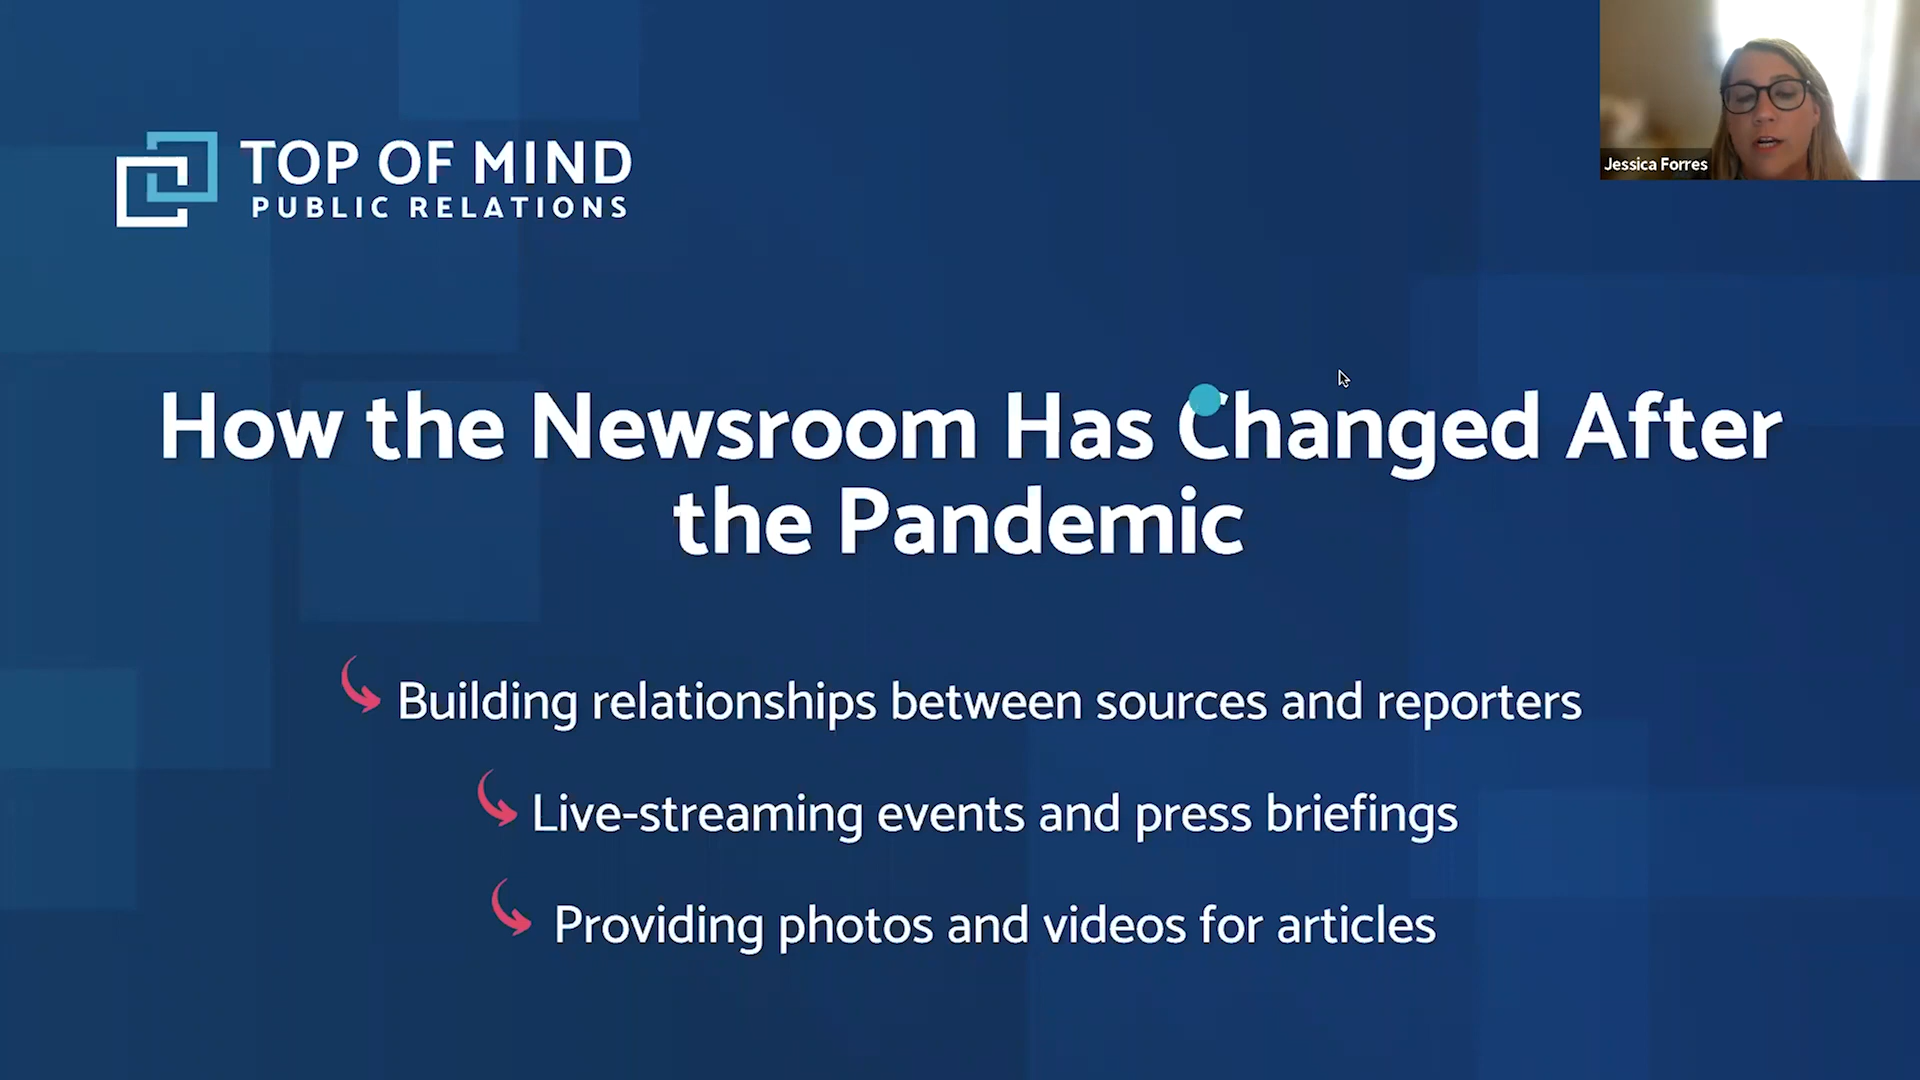 TOP OF MIND
PUBLIC RELATIONS
Jessica Forres
How the Newsroom Has Changed After
the Pandemic
Building relationships between sources and reporters
Live-streaming events and press briefings
Providing photos and videos for articles